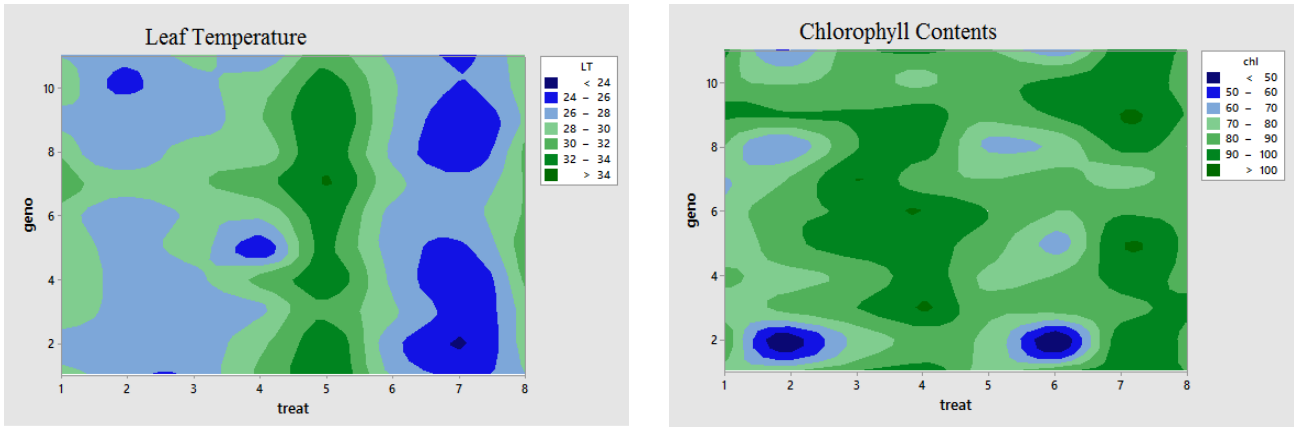 Leaf Temperature
LT
< 24
24 – 26
26 – 28
28 – 30
30 – 32
32 – 34
> 34
10
8
6
4
2
geno
1 2 3 4 5 6 7 8
treat
Chlorophyll Contents
chl
< 50
50 – 60
60 – 70
70 – 80
80 – 90
90 – 100
> 100
10
8
6
4
2
geno
1 2 3 4 5 6 7 8
treat